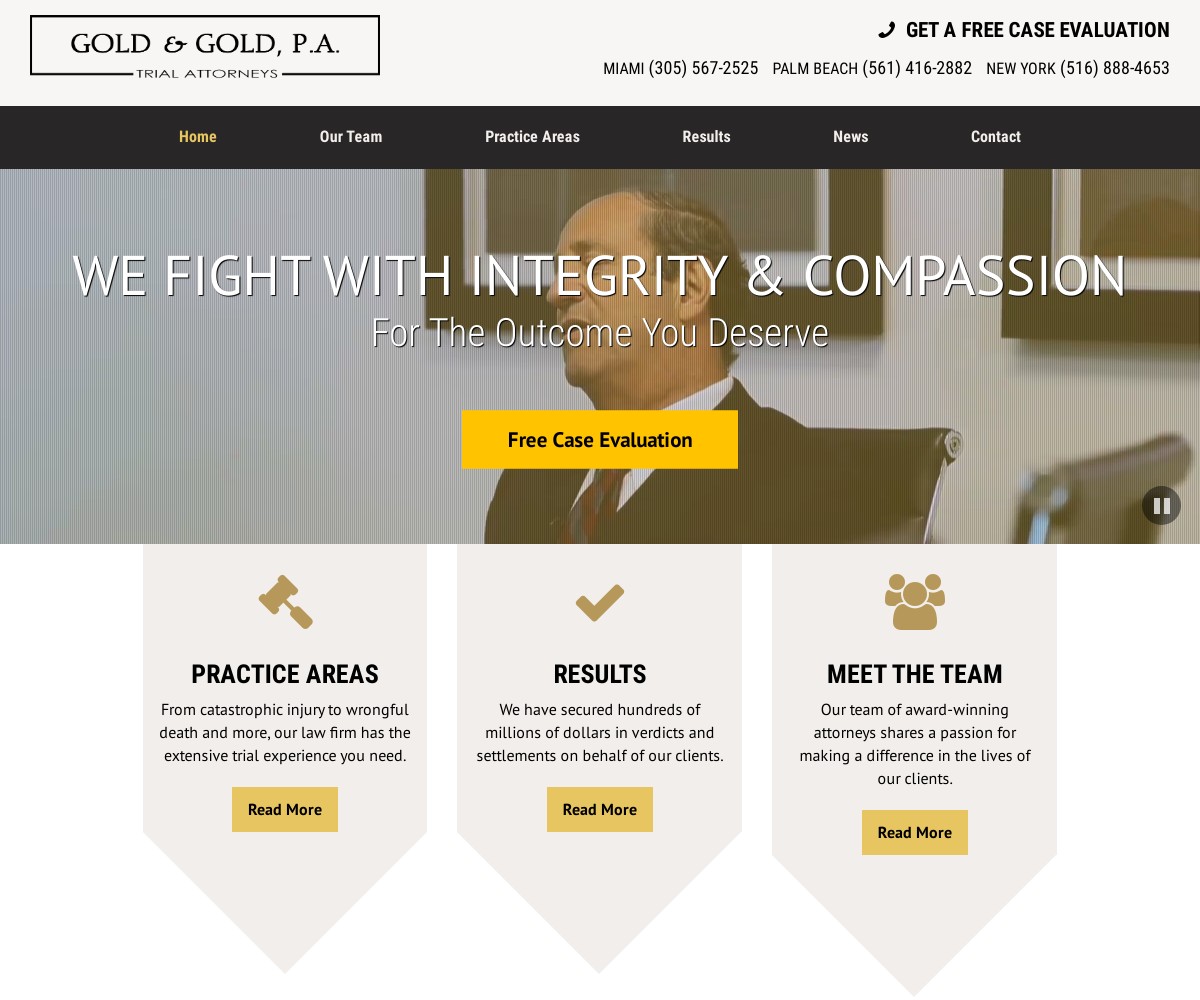 GOLD & GOLD, P.A.
TRIAL ATTORNEYS
GET A FREE CASE EVALUATION
MIAMI (305) 567-2525 PALM BEACH (561) 416-2882 NEW YORK (516) 888-4653
Home Our Team Practice Areas Results News Contact
WE FIGHT WITH INTEGRITY & COMPASSION
For The Outcome You Deserve
Free Case Evaluation
PRACTICE AREAS
From catastrophic injury to wrongful
death and more, our law firm has the
extensive trial experience you need.
Read More
RESULTS
We have secured hundreds of
millions of dollars in verdicts and
settlements on behalf of our clients.
Read More
MEET THE TEAM
Our team of award-winning
attorneys shares a passion for
making a difference in the lives of
our clients.
Read More